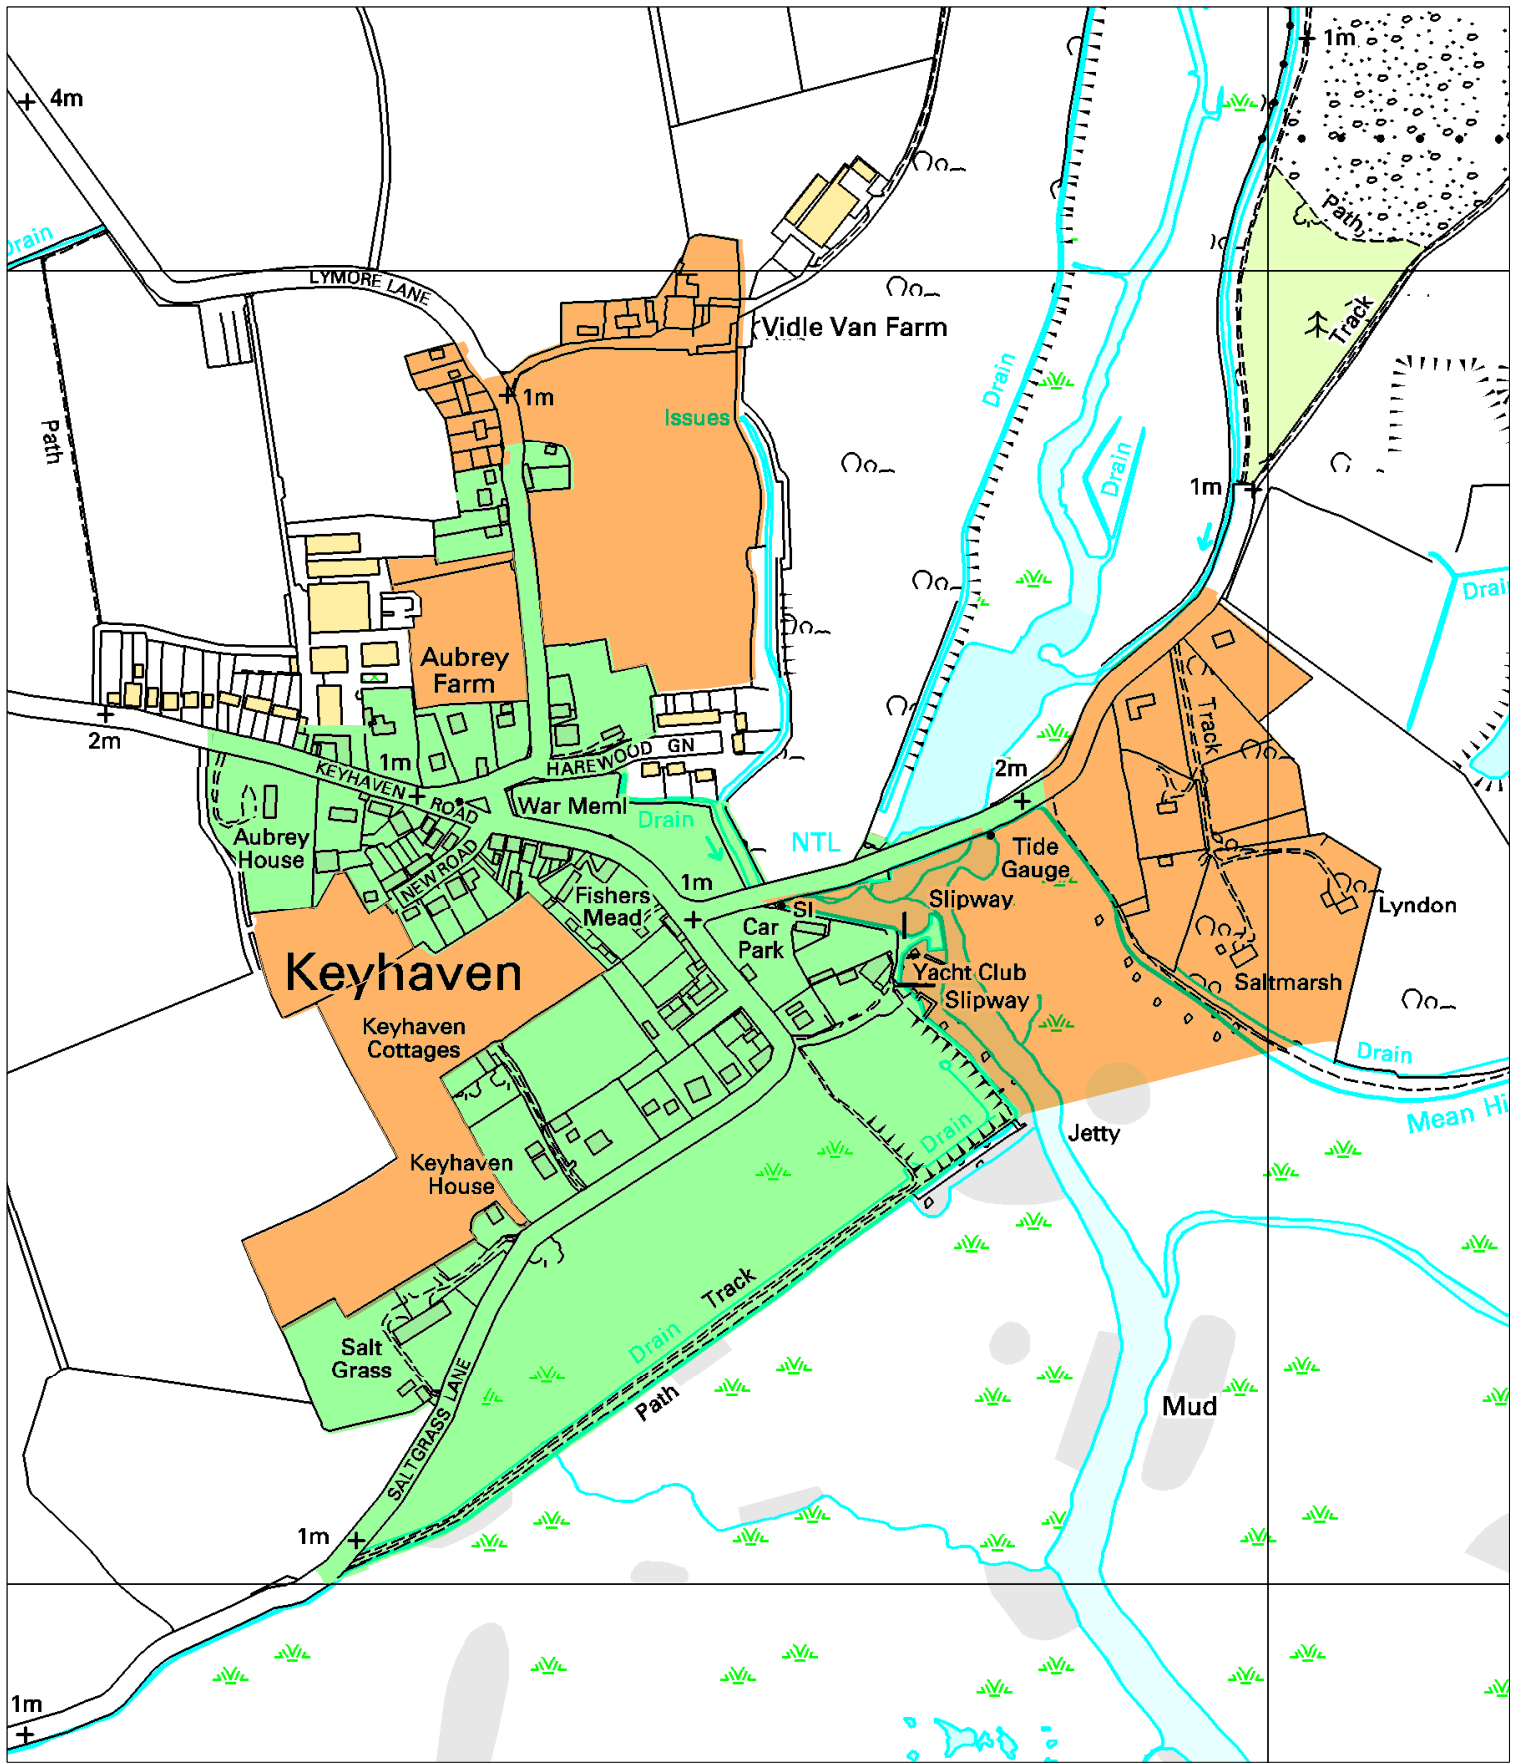 1m
4m
Path
Drain
LYMORE LANE
Vidle Van Farm
Track
Drain
1m
Issues
Path
Drain
1m
Drain
Aubrey
Farm
Track
2m
HAREWOOD GN
1m
KEYHAVEN
ROAD
2m
War Meml
Drain
NTL
Aubrey
House
NEW ROAD
Tide
Gauge
1m
Fishers
Mead
SI
Slipway
Lyndon
Car
Park
Keyhaven
Yacht Club
Slipway
Saltmarsh
Keyhaven
Cottages
Drain
Mean Hi
Drain
Jetty
Keyhaven
House
Track
Drain
Salt
Grass
Path
SALTGRASS LANE
Mud
1m
1m